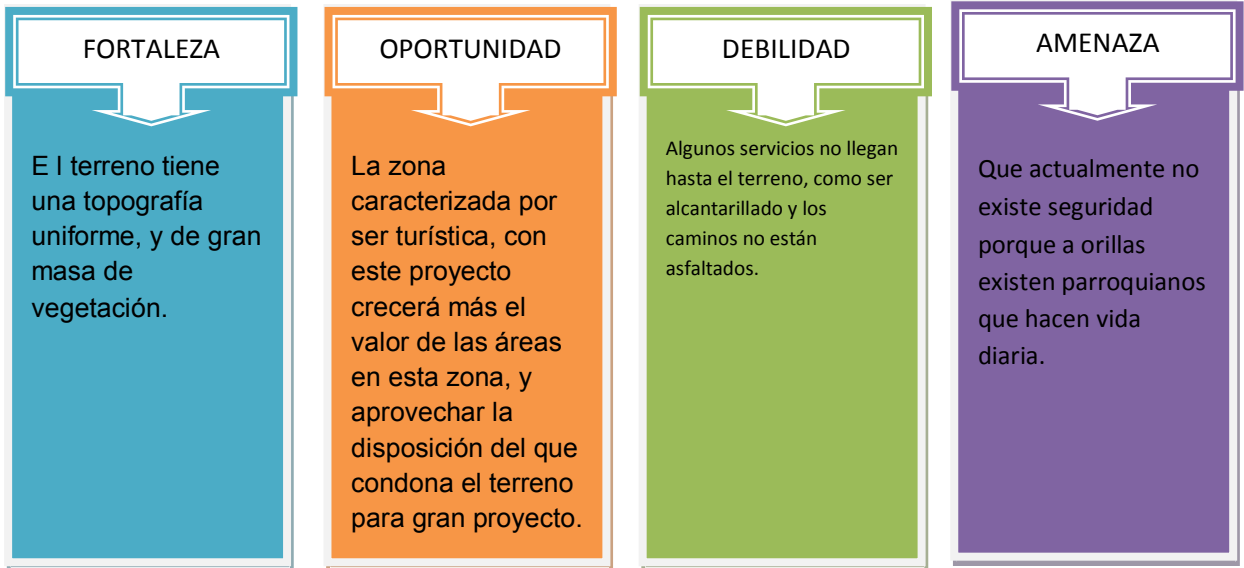 FORTALEZA
E l terreno tiene
una topografía
uniforme, y de gran
masa de
vegetación.
OPORTUNIDAD
La zona
caracterizada por
ser turística, con
este proyecto
crecerá más el
valor de las áreas
en esta zona, y
aprovechar la
disposición del que
condona el terreno
para gran proyecto.
DEBILIDAD
Algunos servicios no llegan
hasta el terreno, como ser
alcantarillado y los
caminos no están
asfaltados.
AMENAZA
Que actualmente no
existe seguridad
porque a orillas
existen parroquianos
que hacen vida
diaria.